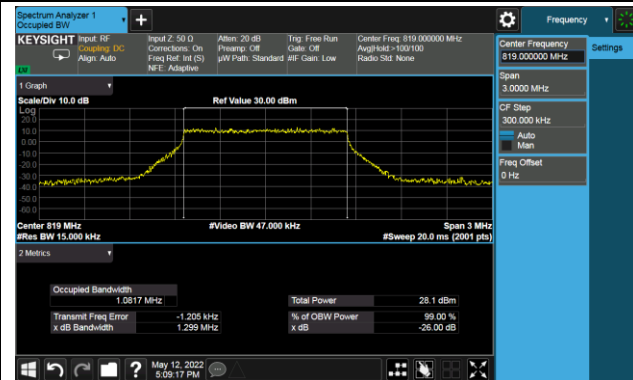 Spectrum Analyzer 1
Occupied BW
Frequency
KEYSIGHT Input: RF Input Z: 50 Ω Atten: 20 dB Trig: Free Run Center Freq: 819.000000 MHz
Coupling: DC Corrections: On Preamp: Off Gate: Off Avg|Hold:>100/100
Align: Auto Freq Ref: Int (S) µW Path: Standard #IF Gain: Low Radio Std: None
NFE: Adaptive
Center Frequency
819.000000 MHz
Settings
Span
3.0000 MHz
CF Step
300.000 kHz
Auto
Man
Freq Offset
0 Hz
1 Graph
Scale/Div 10.0 dB Ref Value 30.00 dBm
Log
20.0
10.0
0.00
-10.0
-20.0
-30.0
-40.0
-50.0
-60.0
Center 819 MHz #Video BW 47.000 kHz Span 3 MHz
#Res BW 15.000 kHz #Sweep 20.0 ms (2001 pts)
2 Metrics
Occupied Bandwidth
1.0817 MHz Total Power 28.1 dBm
Transmit Freq Error -1.205 kHz % of OBW Power 99.00 %
x dB Bandwidth 1.299 MHz x dB -26.00 dB
May 12, 2022
5:09:17 PM